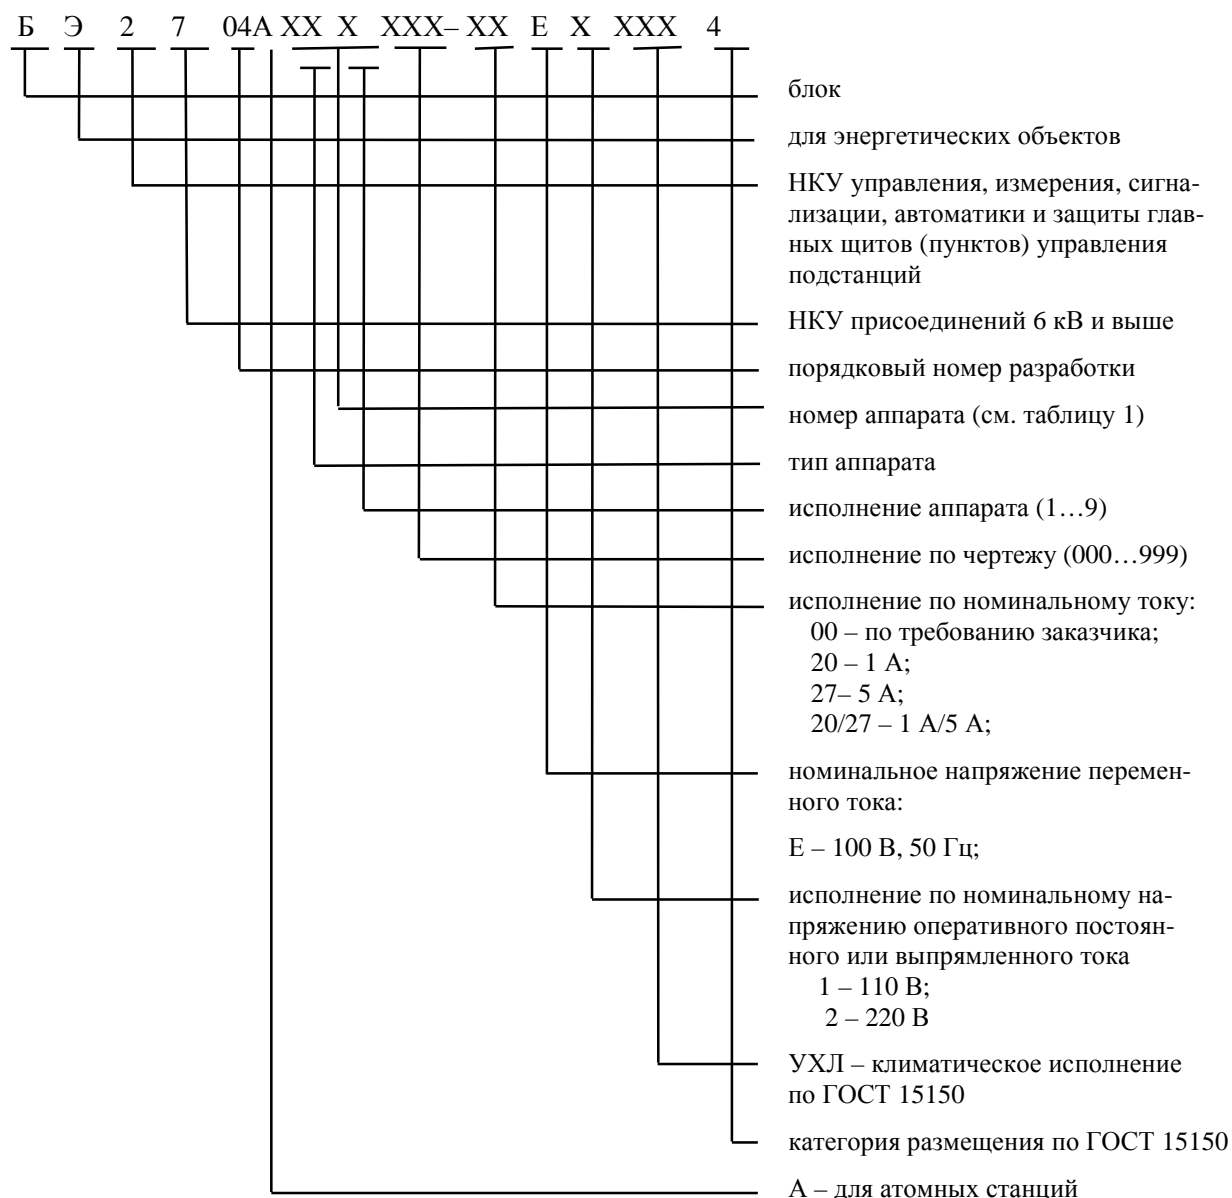 Б Э 2 7 04А ХХ Х ХХХ– ХХ Е Х ХХХ 4
блок
для энергетических объектов
НКУ управления, измерения, сигна-
лизации, автоматики и защиты глав-
ных щитов (пунктов) управления
подстанций
НКУ присоединений 6 кВ и выше
порядковый номер разработки
номер аппарата (см. таблицу 1)
тип аппарата
исполнение аппарата (1…9)
исполнение по чертежу (000…999)
исполнение по номинальному току:
00 – по требованию заказчика;
20 – 1 А;
27– 5 А;
20/27 – 1 А/5 А;
номинальное напряжение перемен-
ного тока:
Е – 100 В, 50 Гц;
исполнение по номинальному на-
пряжению оперативного постоян-
ного или выпрямленного тока
1 – 110 В;
2 – 220 В
УХЛ – климатическое исполнение
по ГОСТ 15150
категория размещения по ГОСТ 15150
А – для атомных станций